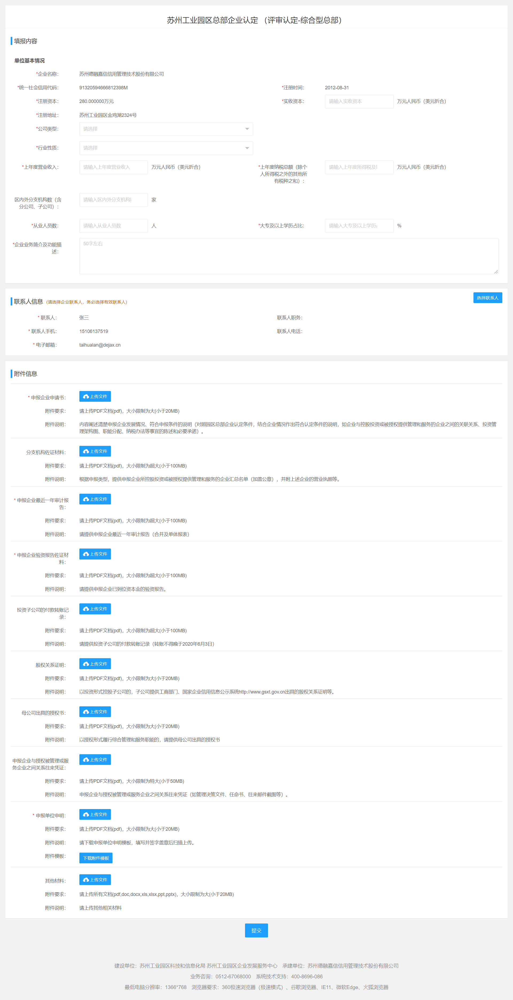 苏州工业园区总部企业认定 （评审认定-综合型总部）
填报内容
单位基本情况
*企业名称： 苏州德融嘉信信用管理技术股份有限公司
*统一社会信用代码： 91320594666812398M *注册时间： 2012-08-31
*注册资本： 280.000000万元 *实收资本： 请输入实收资本 万元人民币（美元折合）
*注册地址： 苏州工业园区金鸡湖2324号
*公司类型： 请选择
*行业性质： 请选择
*上年度营业收入： 请输入上年度营业收入 万元人民币（美元折合） *上年度纳税总额（除个 请输入上年度所得税及 万元人民币（美元折合）
人所得税之外的其他所
有税种之和）：
区内外分支机构数（含 请输入区内外分支机构 家
分公司、子公司）：
*从业人员数： 请输入从业人员数 人 *大专及以上学历占比： 请输入大专及以上学历 %
*企业业务简介及功能描 50字左右
述：
联系人信息 (请选择企业联系人，务必选择有效联系人) 选择联系人
* 联系人： 张三 联系人职务：
* 联系人手机： 15106137519 联系人电话：
* 电子邮箱： taihualan@dejax.cn
附件信息
* 申报企业申请书： 上传文件
附件要求： 请上传PDF文档(pdf)，大小限制为大(小于20MB)
附件说明： 内容阐述清楚申报企业发展情况、符合申报条件的说明（对照园区总部企业认定条件，结合企业情况作出符合认定条件的说明，如企业与控股投资或被授权提供管理和服务的企业之间的关联关系、投资管
理架构图、职能分配、纳税办法等事宜的陈述和必要承诺）。
分支机构佐证材料： 上传文件
附件要求： 请上传PDF文档(pdf)，大小限制为超大(小于100MB)
附件说明： 根据申报类型，提供申报企业所控股投资或被授权提供管理和服务的企业汇总名单（加盖公章），并附上述企业的营业执照等。
* 申报企业最近一年审计报 上传文件
告：
附件要求： 请上传PDF文档(pdf)，大小限制为超大(小于100MB)
附件说明： 请提供申报企业最近一年审计报告（合并及单体报表）
* 申报企业验资报告佐证材 上传文件
料：
附件要求： 请上传PDF文档(pdf)，大小限制为超大(小于100MB)
附件说明： 请提供申报企业已到位资本金的验资报告。
投资子公司的付款转账记 上传文件
录：
附件要求： 请上传PDF文档(pdf)，大小限制为超大(小于100MB)
附件说明： 请提供投资子公司的付款转账记录（转账不得晚于2020年6月3日）
股权关系证明： 上传文件
附件要求： 请上传PDF文档(pdf)，大小限制为大(小于20MB)
附件说明： 以投资形式控股子公司的，子公司提供工商部门、国家企业信用信息公示系统http://www.gsxt.gov.cn出具的股权关系证明等。
母公司出具的授权书： 上传文件
附件要求： 请上传PDF文档(pdf)，大小限制为大(小于20MB)
附件说明： 以授权形式履行综合管理和服务职能的，请提供母公司出具的授权书
申报企业与授权被管理或服 上传文件
务企业之间关系往来凭证：
附件要求： 请上传PDF文档(pdf)，大小限制为特大(小于50MB)
附件说明： 申报企业与授权被管理或服务企业之间关系往来凭证（如管理决策文件、任命书、往来邮件截图等）。
* 申报单位申明： 上传文件
附件要求： 请上传PDF文档(pdf)，大小限制为大(小于20MB)
附件说明： 请下载申报单位申明模板，填写并签字盖章后扫描上传。
附件模板： 下载附件模板
其他材料： 上传文件
附件要求： 请上传所有文档(pdf,doc,docx,xls,xlsx,ppt,pptx)，大小限制为大(小于20MB)
附件说明： 请上传其他相关材料
提交
建设单位：苏州工业园区科技和信息化局 苏州工业园区企业发展服务中心 承建单位：苏州德融嘉信信用管理技术股份有限公司
业务咨询：0512-67068000 系统技术支持：400-8696-086
最低电脑分辨率：1366*768 浏览器要求：360极速浏览器（极速模式）、谷歌浏览器、IE11、微软Edge、火狐浏览器